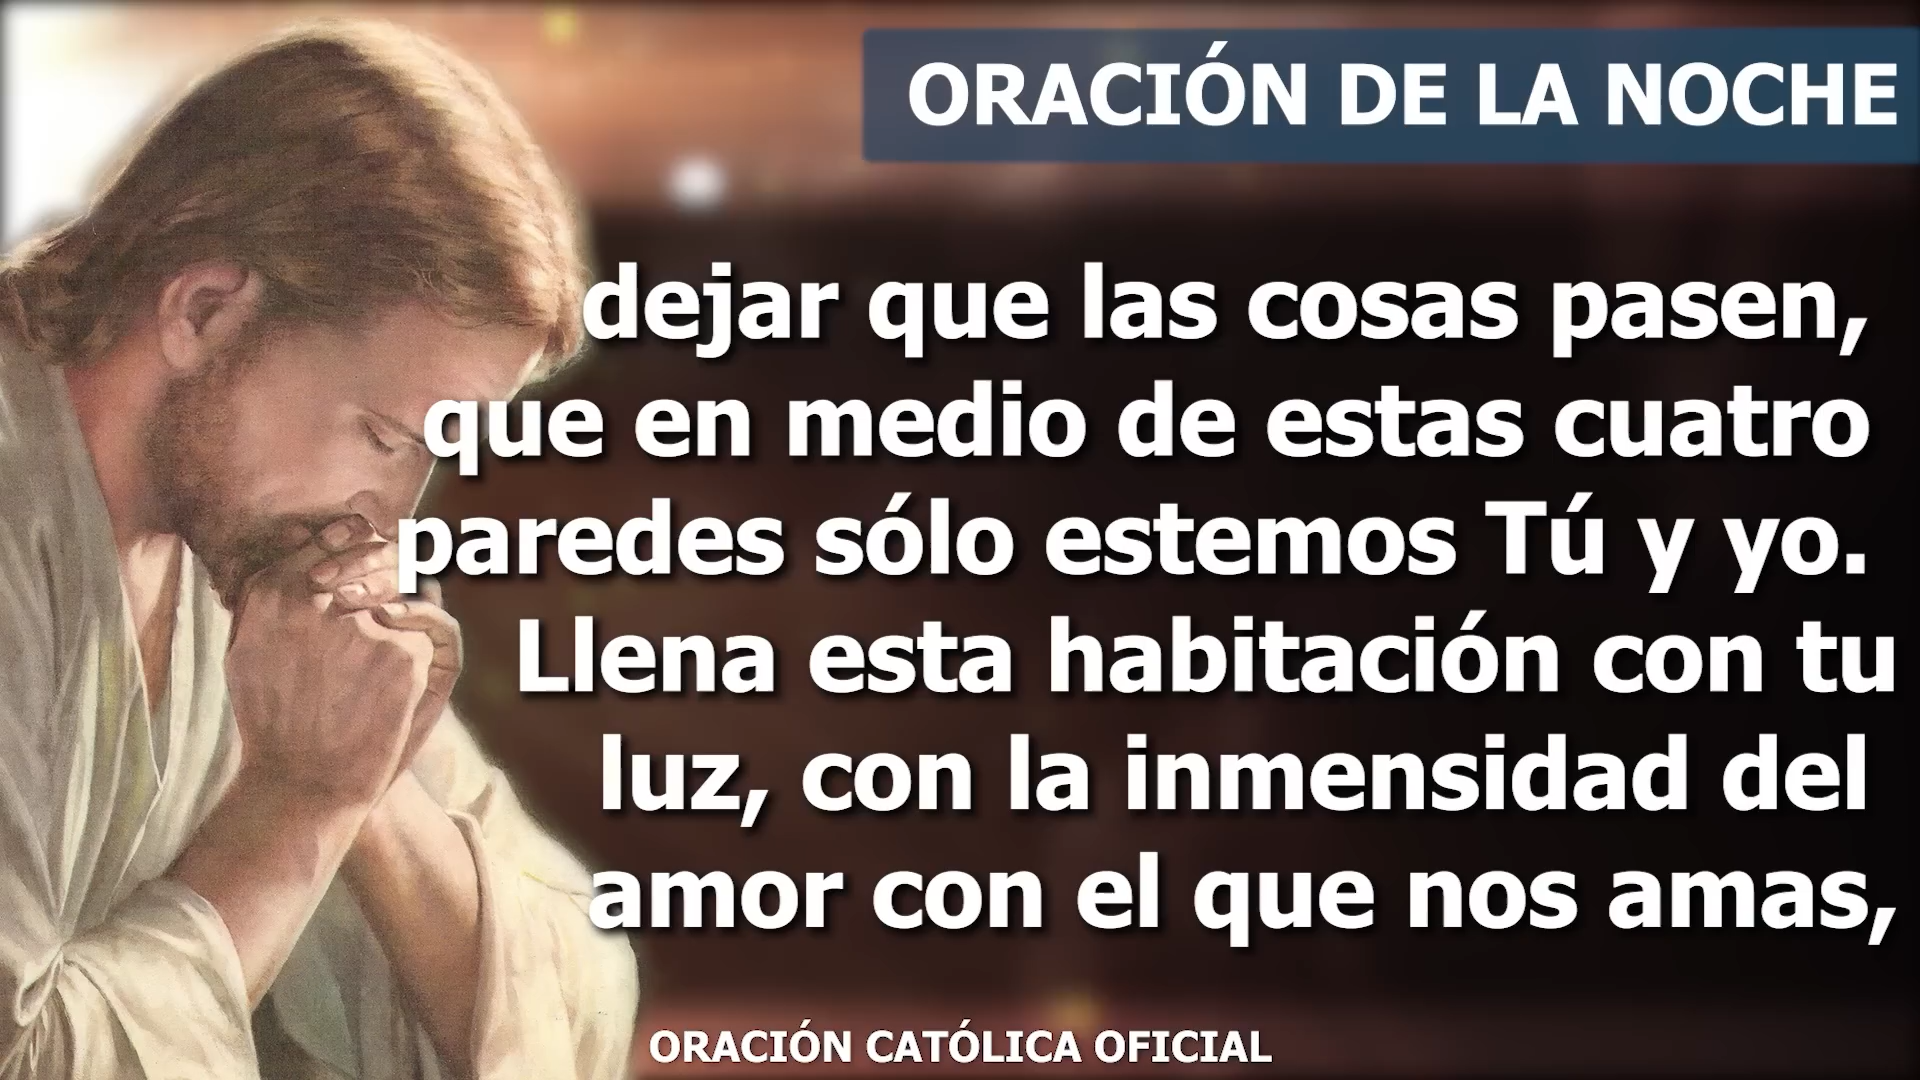 ORACIÓN DE LA NOCHE
dejar que las cosas pasen,
que en medio de estas cuatro
paredes sólo estemos Tú y yo.
Llena esta habitación con tu
luz, con la inmensidad del
amor con el que nos amas,
ORACIÓN CATÓLICA OFICIAL